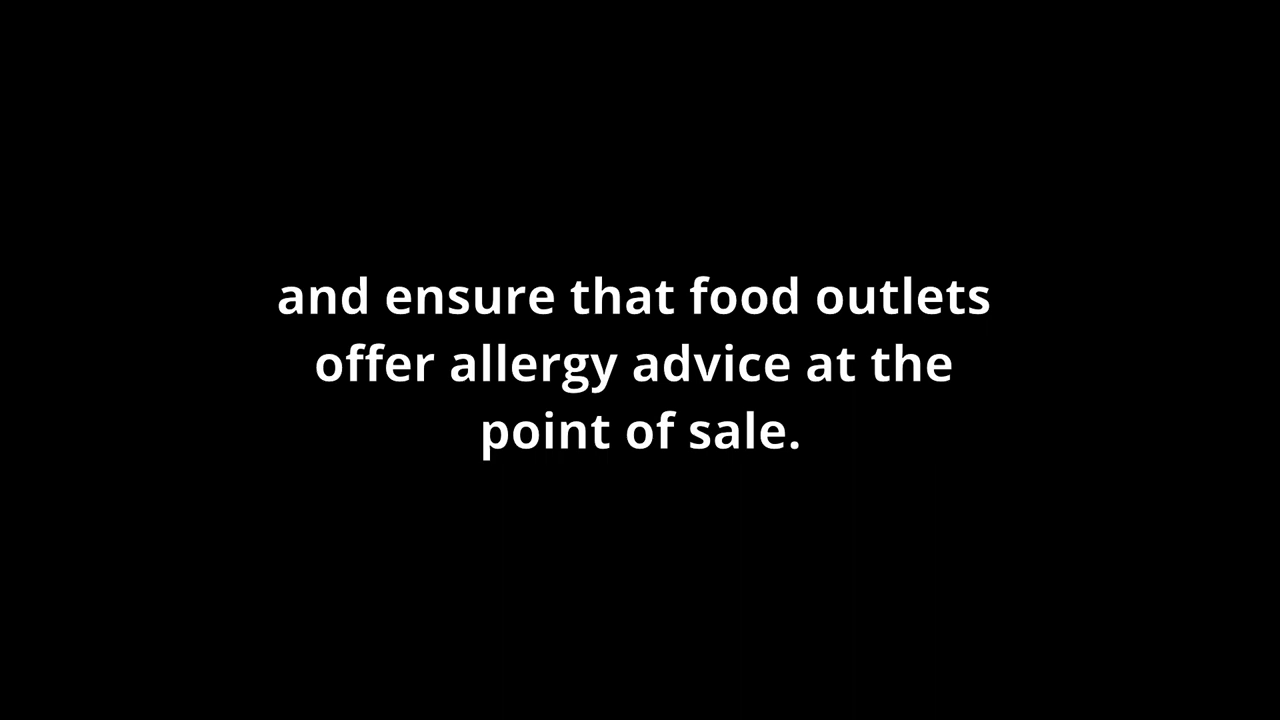 and ensure that food outlets
offer allergy advice at the
point of sale.